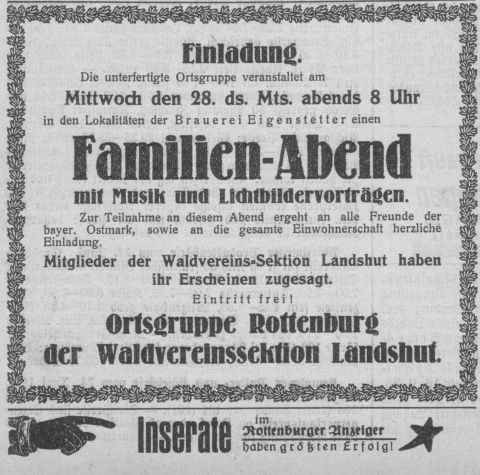 Einladung.
Die unterfertigte Ortsgruppe veranstaltet am
Mittwoch den 28. ds. Mts. abends 8 Uhr
in den Lokalitäten der Brauerei Eigenstetter einen
Familien-Abend
mit Musik und Lichtbildervorträgen.
Zur Teilnahme an diesem Abend ergeht an alle Freunde der
bayer. Ostmark, sowie an die gesamte Einwohnerschaft herzliche
Einladung.
Mitglieder der Waldvereins-Sektion Landshut haben
ihr Erscheinen zugesagt.
Eintritt frei!
Ortsgruppe Rottenburg
der Waldvereinssektion Landshut.
Inserate im
Rottenburger Anzeiger
haben größten Erfolg!